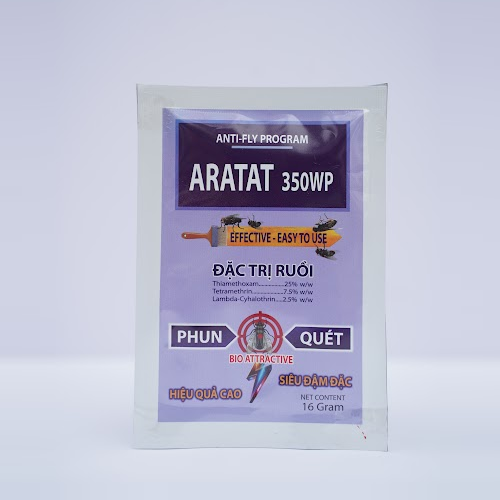 ANTI-FLY PROGRAM
ARATAT 350WP
EFFECTIVE - EASY TO USE
ĐẶC TRỊ RUỒI
Thiamethoxam...............25% w/w
Tetramethrin................7.5% w/w
Lambda-Cyhalothrin....2.5% w/w
PHUN QUÉT
BIO ATTRACTIVE
HIỆU QUẢ CAO
SIÊU ĐẬM ĐẶC
NET CONTENT
16 Gram